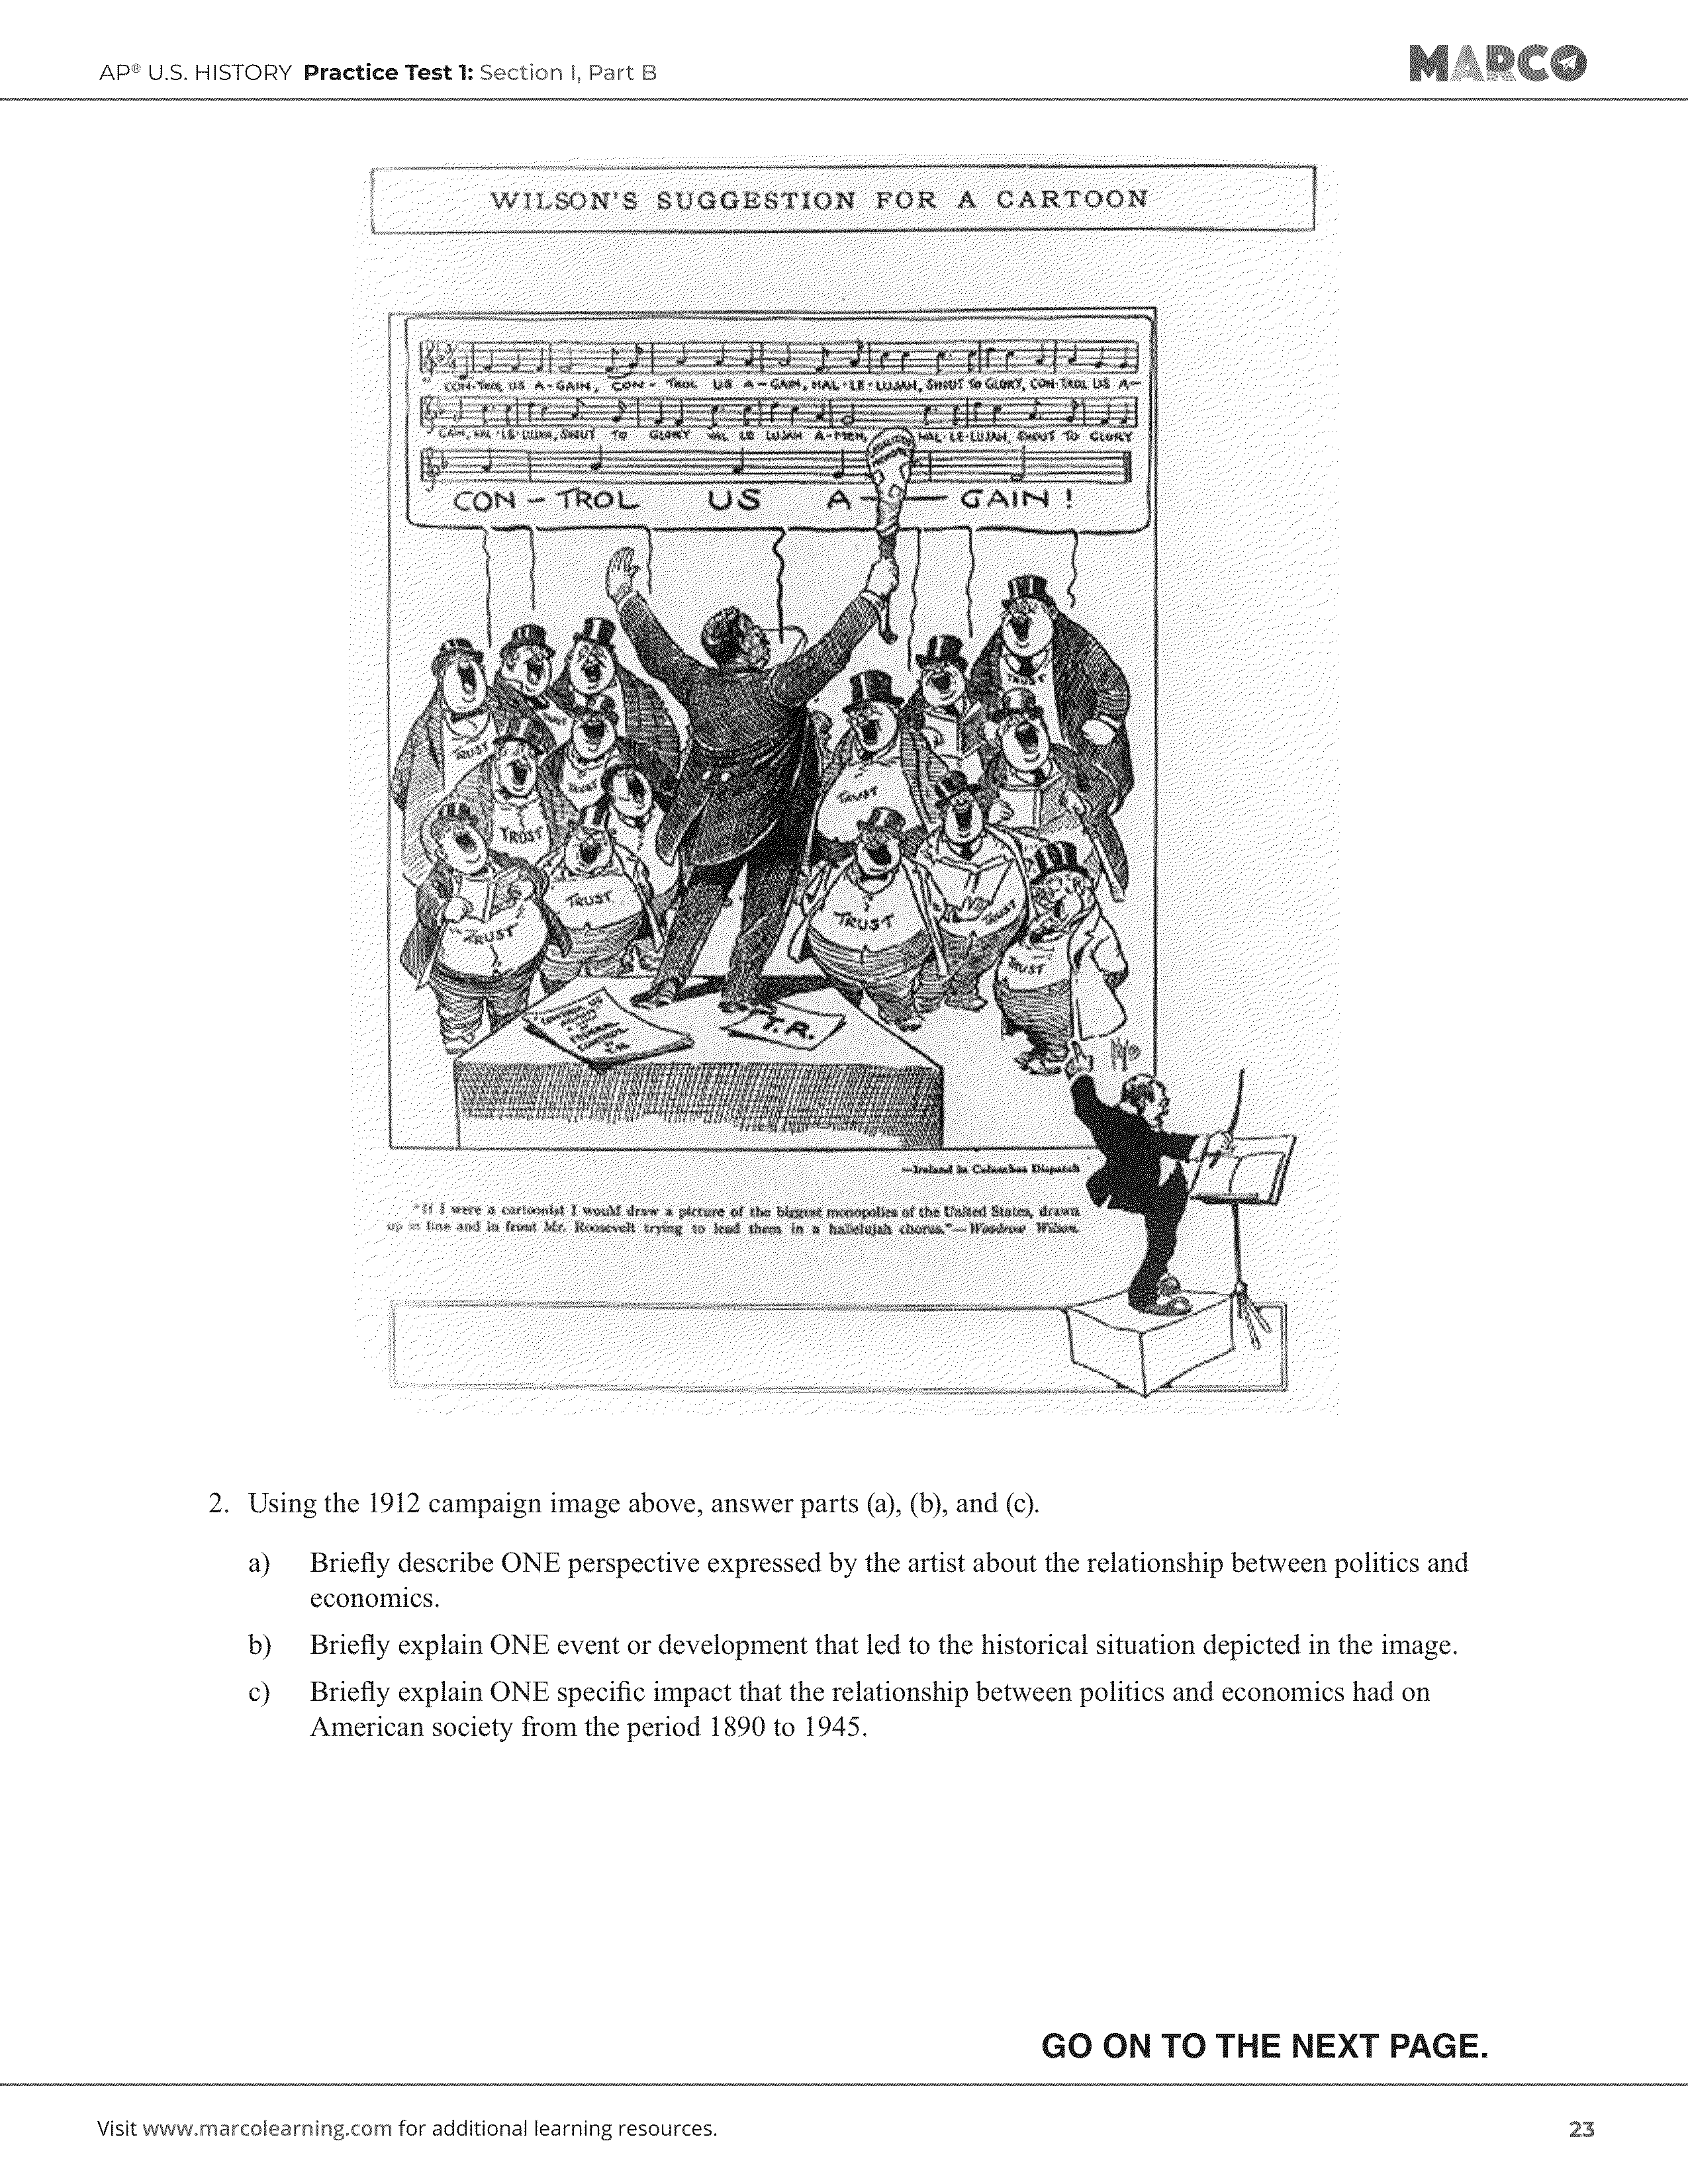 AP® U.S. HISTORY Practice Test 1: Section I, Part B
MARCO
WILSON'S SUGGESTION FOR A CARTOON
CON-TROL US A-GAIN, CON-TROL US A-GAIN, HAL-LE-LUJAH, SHOUT TO GLORY, CON-TROL US A-
GAIN, HAL-LE-LUJAH, SHOUT TO GLORY HAL LE LUJAH A-MEN, HAL-LE-LUJAH, SHOUT TO GLORY
CON-TROL US A-GAIN!
TRUST
TRUST
TRUST
TRUST
TRUST
TRUST
TRUST
TRUST
TRUST
TRUST
TRUST
TRUST
CONTROL
T.R.
—Ireland in Columbus Dispatch
"If I were a cartoonist I would draw a picture of the biggest monopolies of the United States, drawn
up in line and in front Mr. Roosevelt trying to lead them in a hallelujah chorus."—Woodrow Wilson.
2. Using the 1912 campaign image above, answer parts (a), (b), and (c).
a) Briefly describe ONE perspective expressed by the artist about the relationship between politics and
economics.
b) Briefly explain ONE event or development that led to the historical situation depicted in the image.
c) Briefly explain ONE specific impact that the relationship between politics and economics had on
American society from the period 1890 to 1945.
GO ON TO THE NEXT PAGE.
Visit www.marcolearning.com for additional learning resources.
23